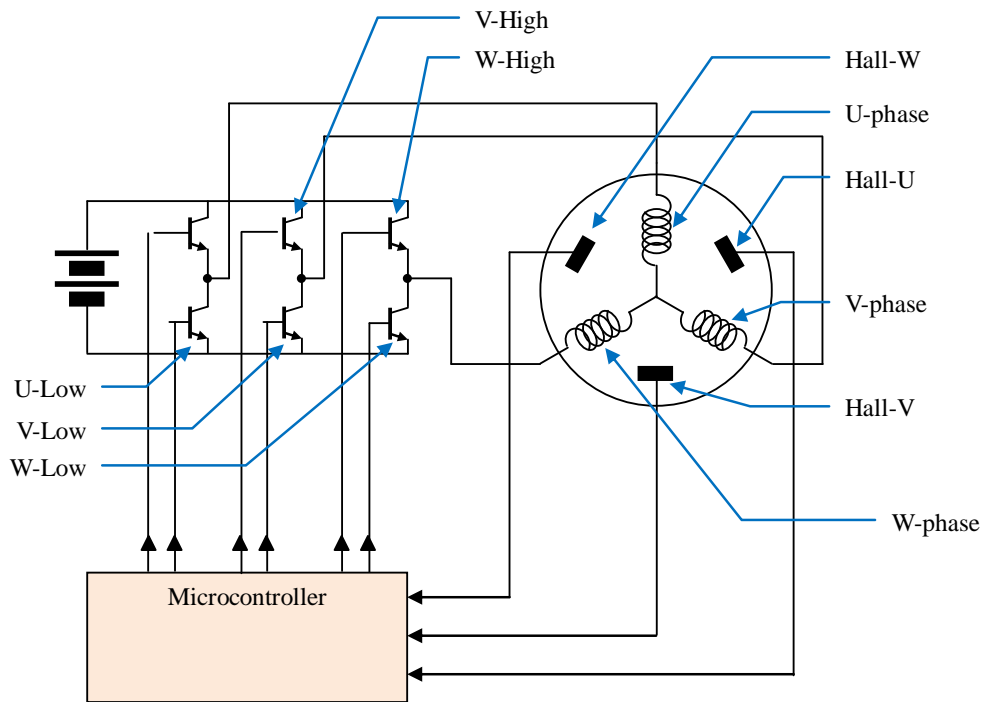 V-High
W-High
Hall-W
U-phase
Hall-U
V-phase
U-Low
V-Low
W-Low
Hall-V
W-phase
Microcontroller